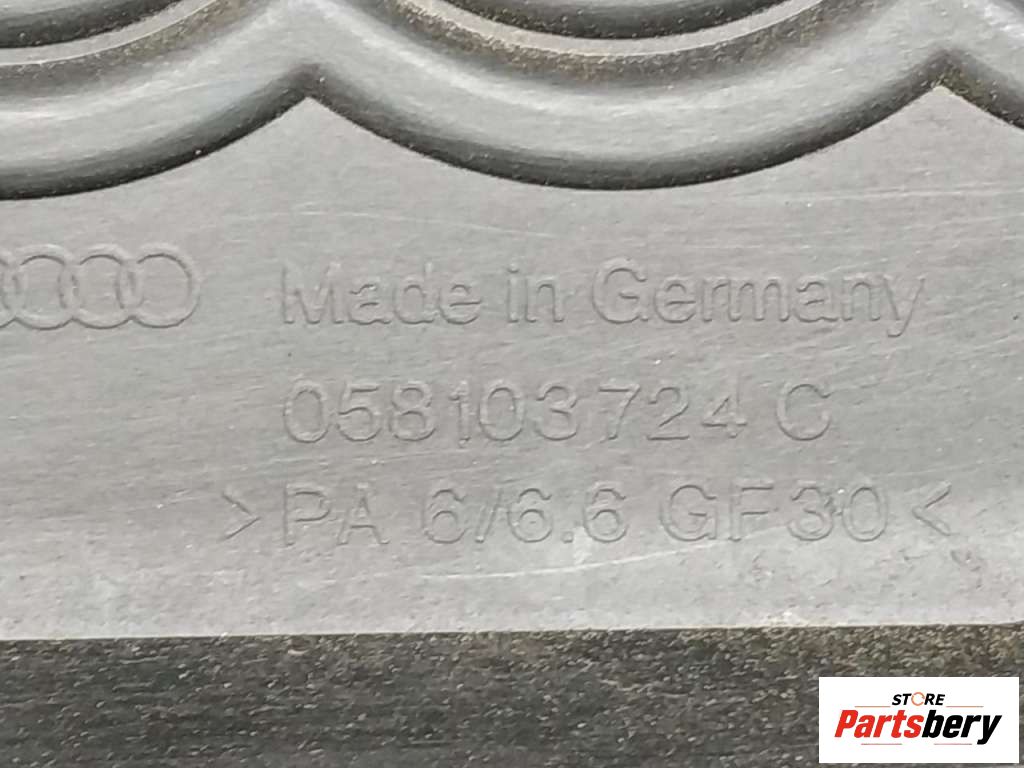 Made in Germany
058103724 C
>PA 6/6.6 GF30<
STORE
Partsbery